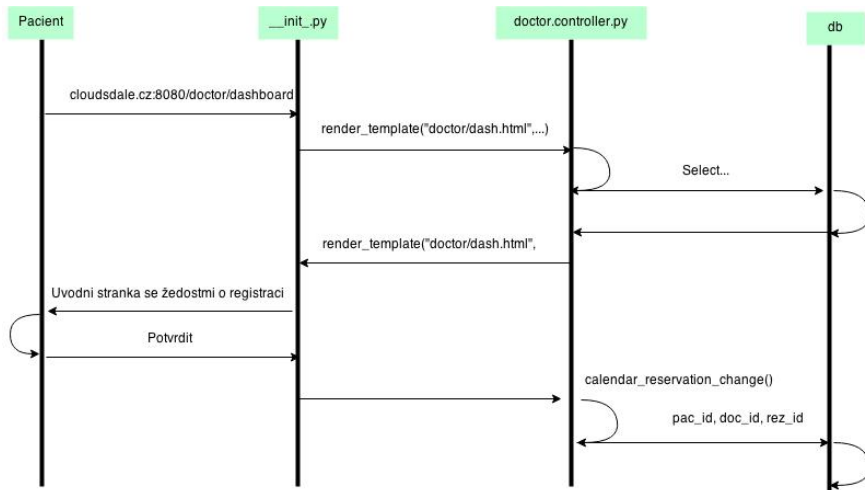 Pacient
__init_.py
doctor.controller.py
db
cloudsdale.cz:8080/doctor/dashboard
render_template("doctor/dash.html",...)
Select...
render_template("doctor/dash.html",
Uvodni stranka se žedostmi o registraci
Potvrdit
calendar_reservation_change()
pac_id, doc_id, rez_id